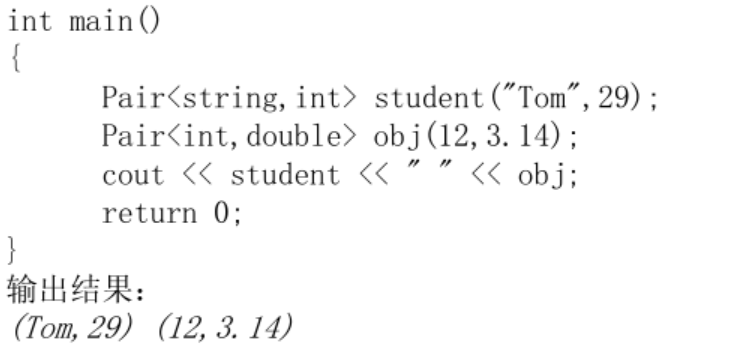 int main()
{
Pair<string,int> student("Tom",29);
Pair<int,double> obj(12,3.14);
cout << student << " " << obj;
return 0;
}
输出结果：
(Tom,29) (12,3.14)